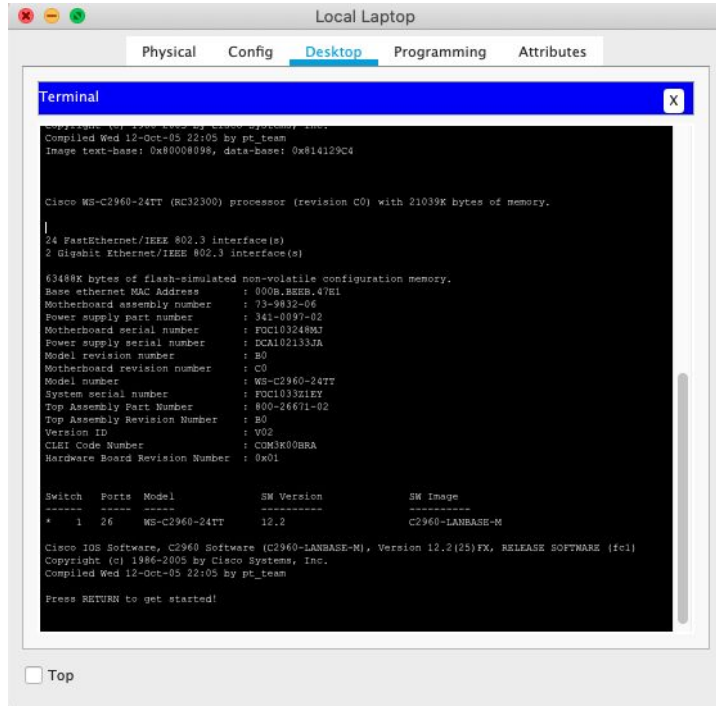 Local Laptop
Physical Config Desktop Programming Attributes
Terminal X
Copyright (c) 1986-2005 by Cisco Systems, Inc.
Compiled Wed 12-Oct-05 22:05 by pt_team
Image text-base: 0x80008098, data-base: 0x814129C4
Cisco WS-C2960-24TT (RC32300) processor (revision C0) with 21039K bytes of memory.
24 FastEthernet/IEEE 802.3 interface(s)
2 Gigabit Ethernet/IEEE 802.3 interface(s)
63488K bytes of flash-simulated non-volatile configuration memory.
Base ethernet MAC Address : 000B.BEEB.47E1
Motherboard assembly number : 73-9832-06
Power supply part number : 341-0097-02
Motherboard serial number : FOC103248MJ
Power supply serial number : DCA102133JA
Model revision number : B0
Motherboard revision number : C0
Model number : WS-C2960-24TT
System serial number : FOC1033Z1EY
Top Assembly Part Number : 800-26671-02
Top Assembly Revision Number : B0
Version ID : V02
CLEI Code Number : COM3K00BRA
Hardware Board Revision Number : 0x01
Switch Ports Model SW Version SW Image
------ ----- ----- ---------- ----------
* 1 26 WS-C2960-24TT 12.2 C2960-LANBASE-M
Cisco IOS Software, C2960 Software (C2960-LANBASE-M), Version 12.2(25)FX, RELEASE SOFTWARE (fc1)
Copyright (c) 1986-2005 by Cisco Systems, Inc.
Compiled Wed 12-Oct-05 22:05 by pt_team
Press RETURN to get started!
Top